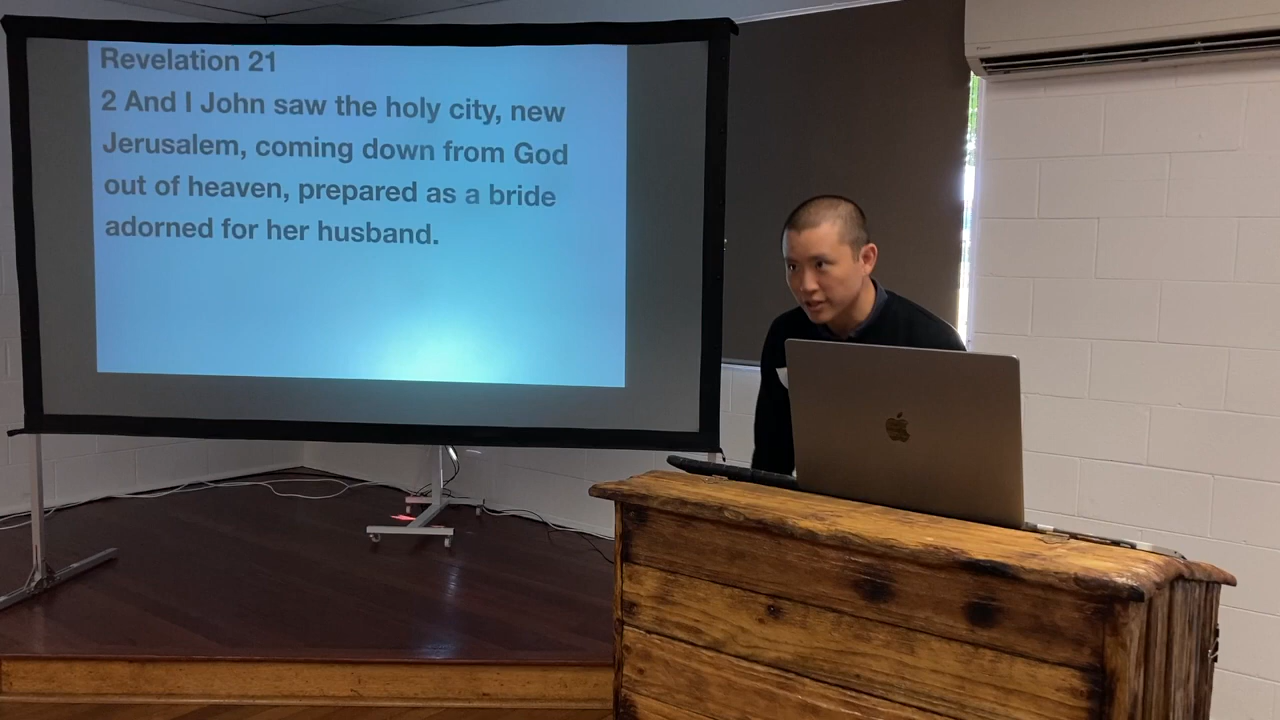 Revelation 21
2 And I John saw the holy city, new
Jerusalem, coming down from God
out of heaven, prepared as a bride
adorned for her husband.